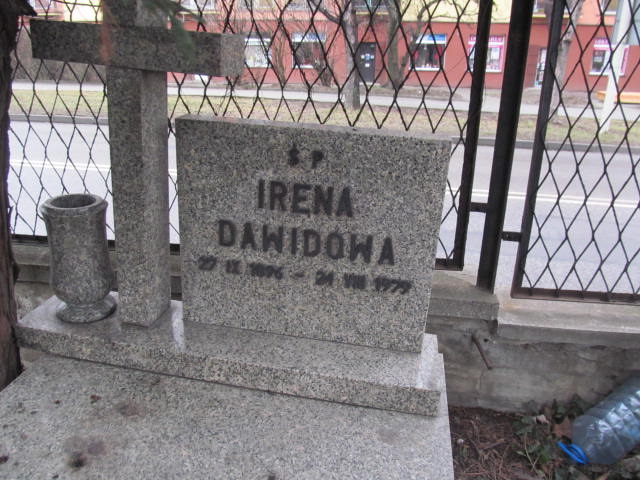 Ś P
IRENA
DAWIDOWA
27 IX 1896 – 24 VIII 1979